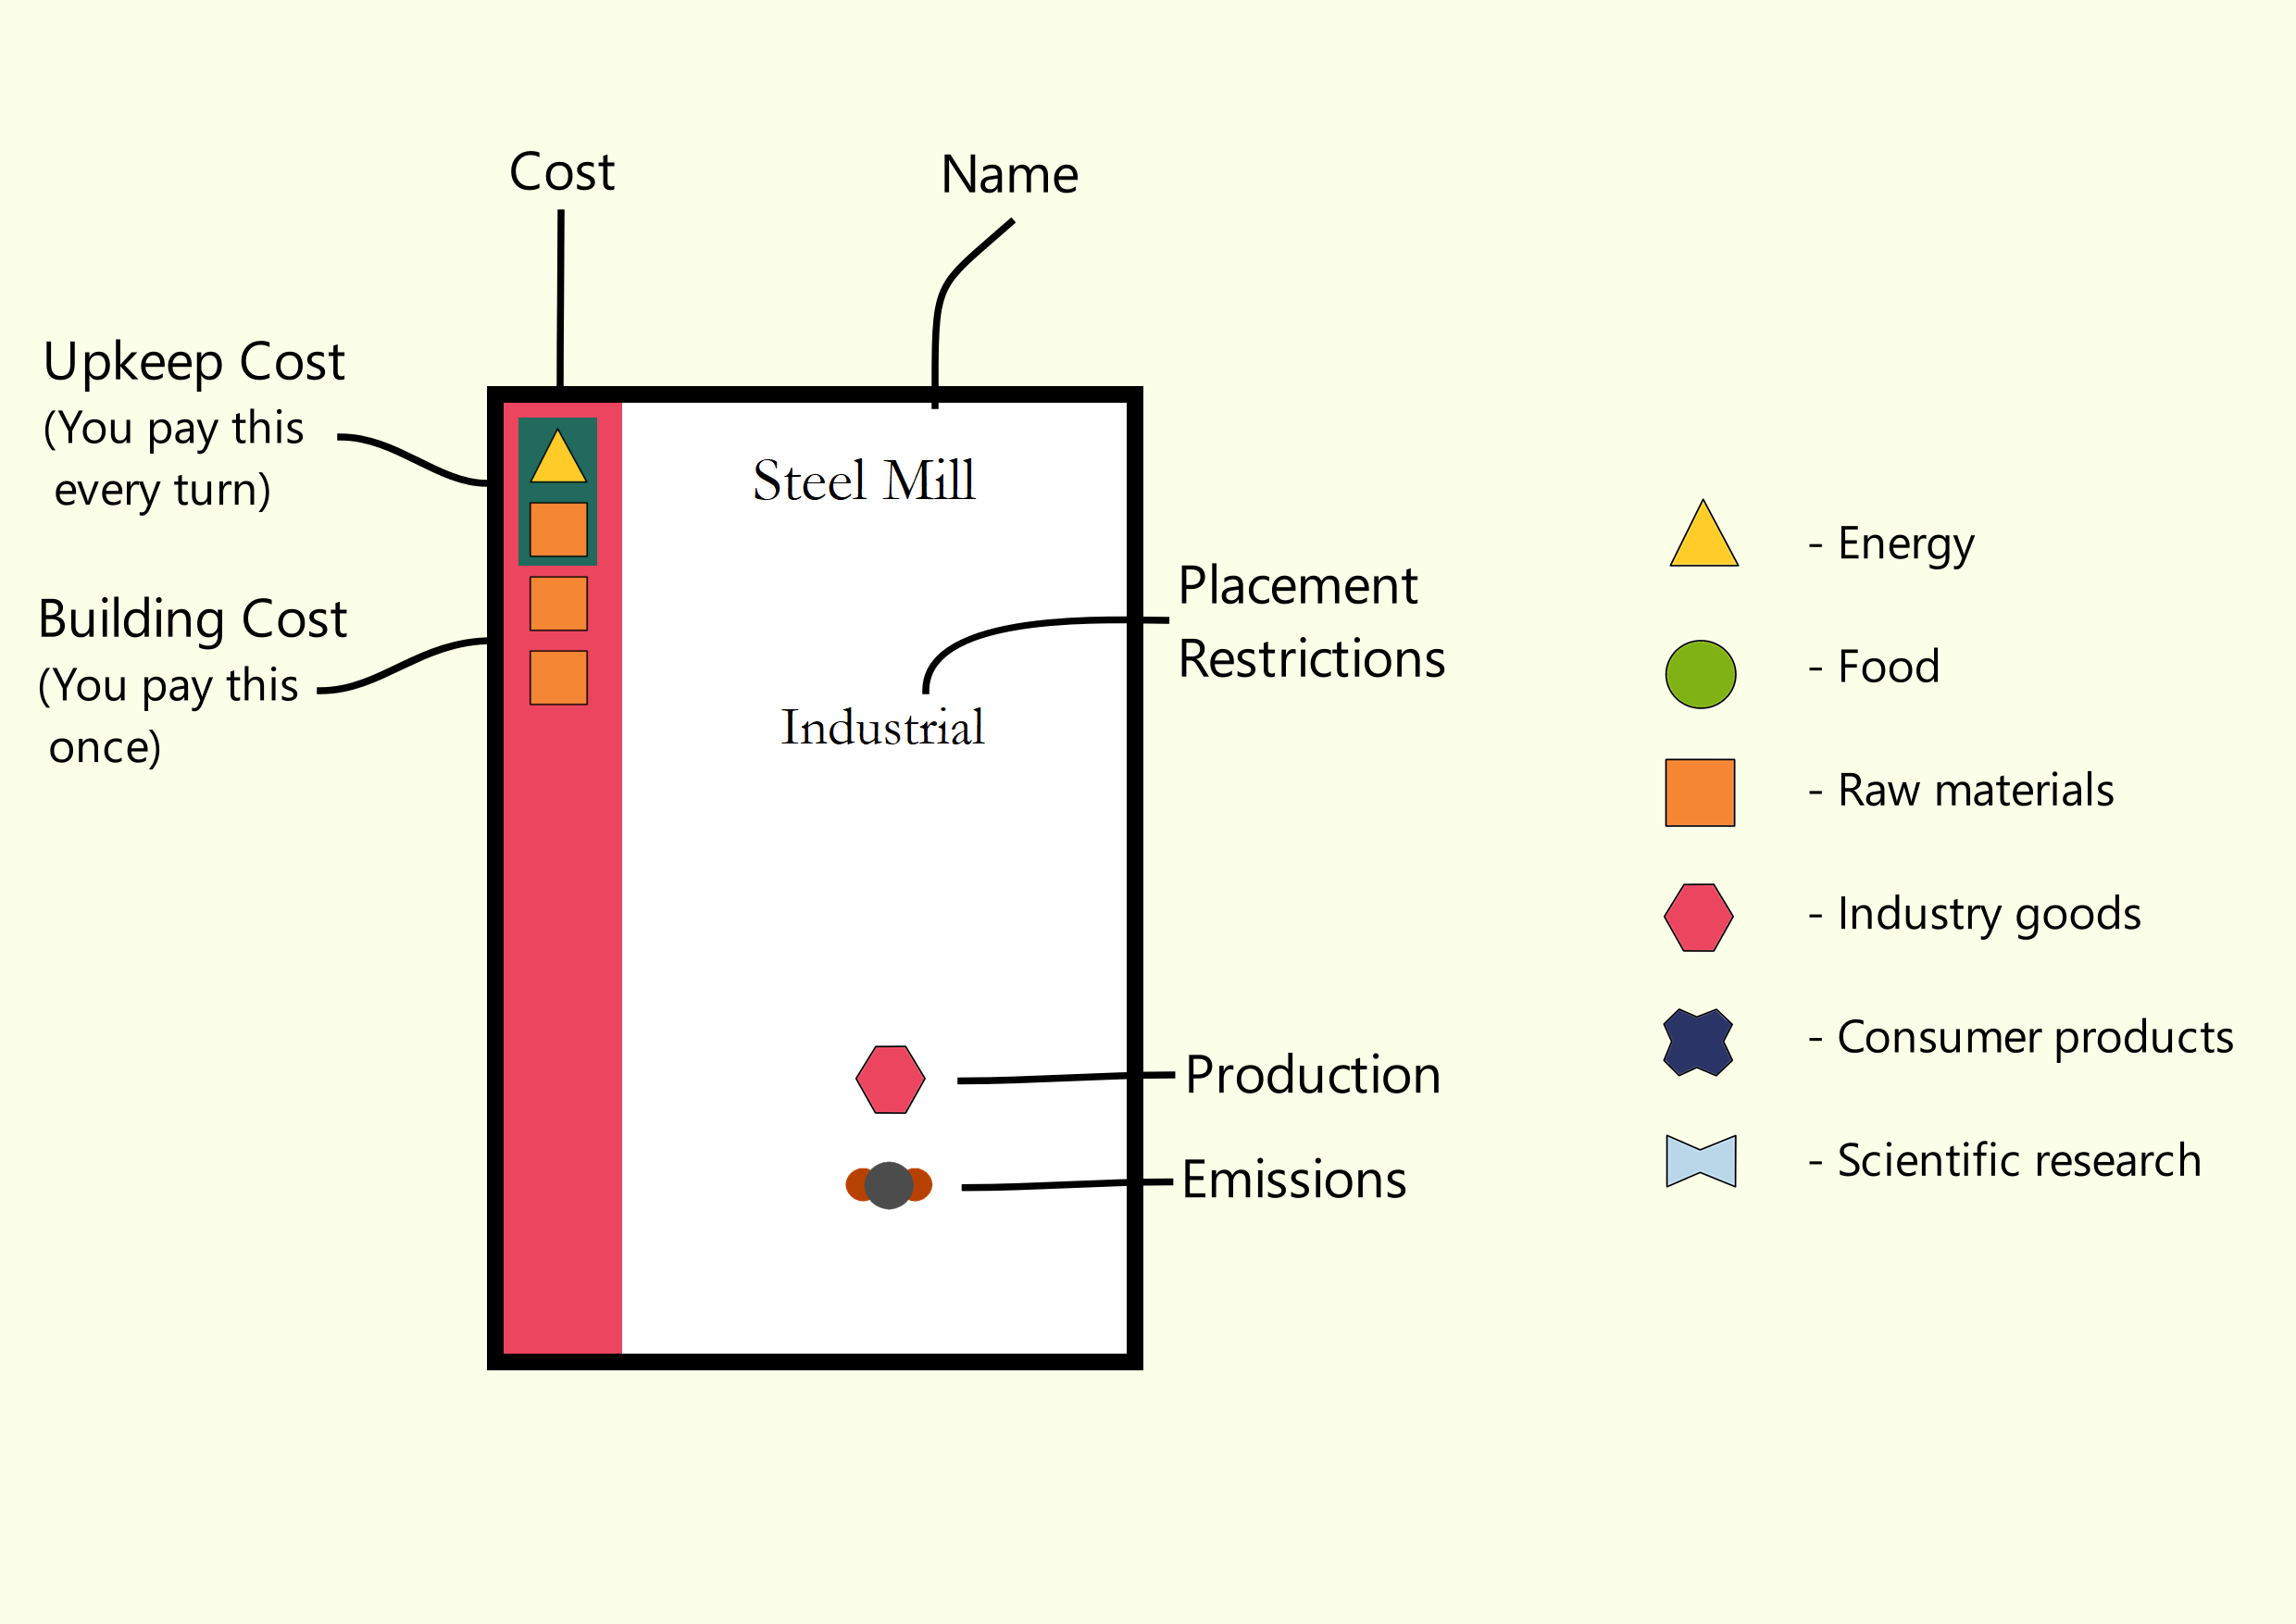 Cost
Name
Upkeep Cost
(You pay this
every turn)
Building Cost
(You pay this
once)
Steel Mill
Placement
Restrictions
Industrial
Production
Emissions
- Energy
- Food
- Raw materials
- Industry goods
- Consumer products
- Scientific research